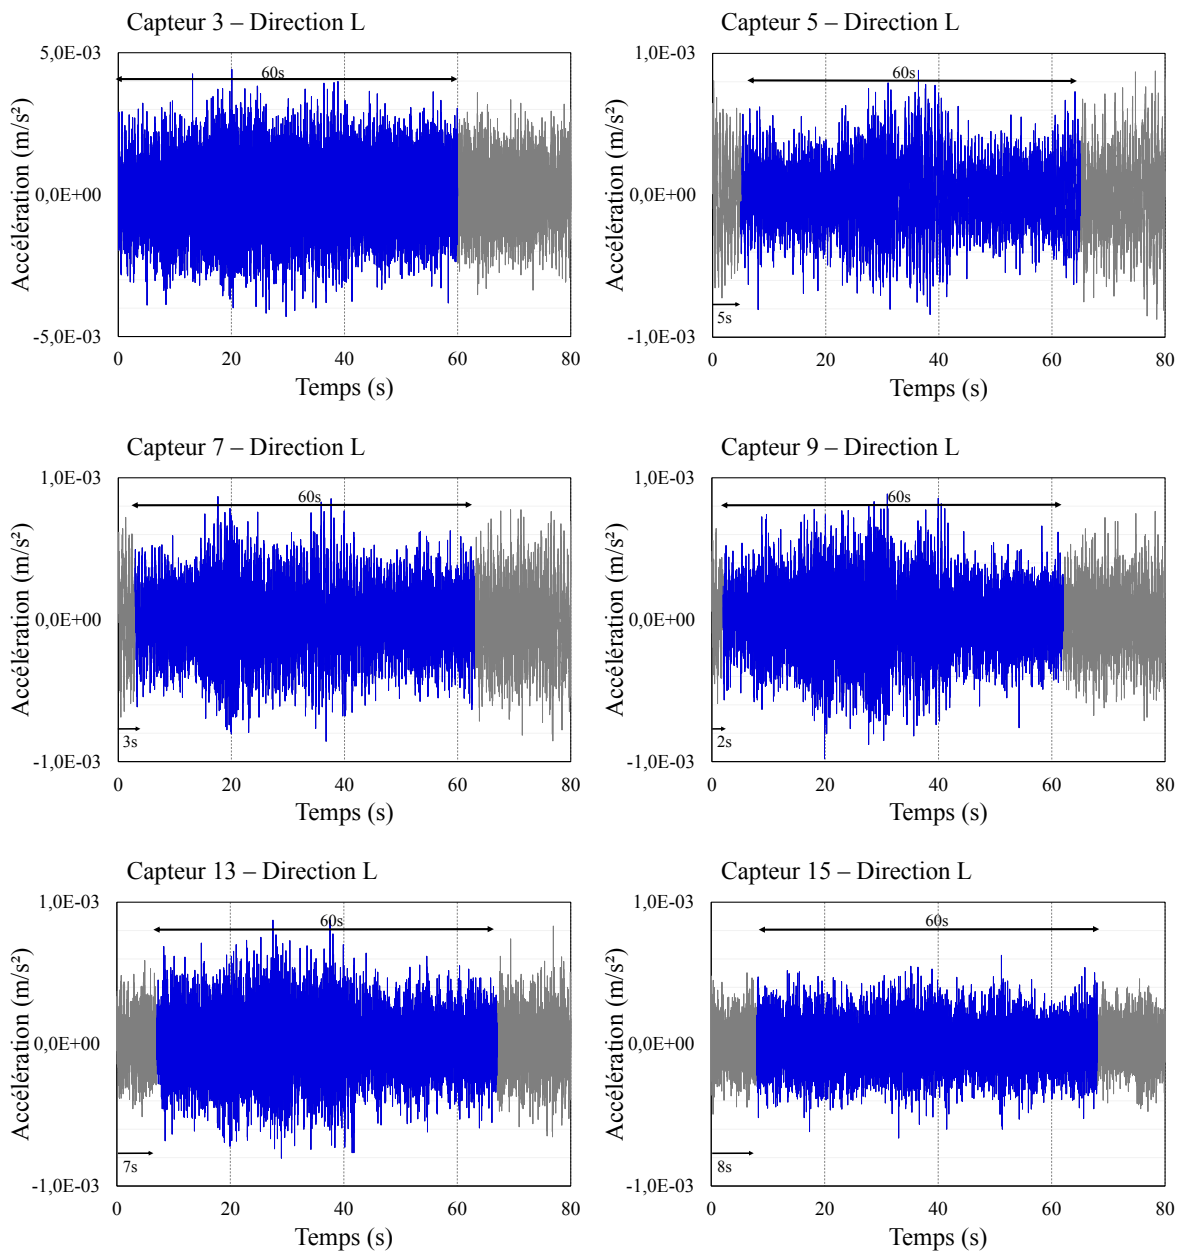 Capteur 3 – Direction L
5,0E-03
0,0E+00
-5,0E-03
Accélération (m/s²)
60s
0 20 40 60 80
Temps (s)
Capteur 5 – Direction L
1,0E-03
0,0E+00
-1,0E-03
Accélération (m/s²)
60s
5s
0 20 40 60 80
Temps (s)
Capteur 7 – Direction L
1,0E-03
0,0E+00
-1,0E-03
Accélération (m/s²)
60s
3s
0 20 40 60 80
Temps (s)
Capteur 9 – Direction L
1,0E-03
0,0E+00
-1,0E-03
Accélération (m/s²)
60s
2s
0 20 40 60 80
Temps (s)
Capteur 13 – Direction L
1,0E-03
0,0E+00
-1,0E-03
Accélération (m/s²)
60s
7s
0 20 40 60 80
Temps (s)
Capteur 15 – Direction L
1,0E-03
0,0E+00
-1,0E-03
Accélération (m/s²)
60s
8s
0 20 40 60 80
Temps (s)